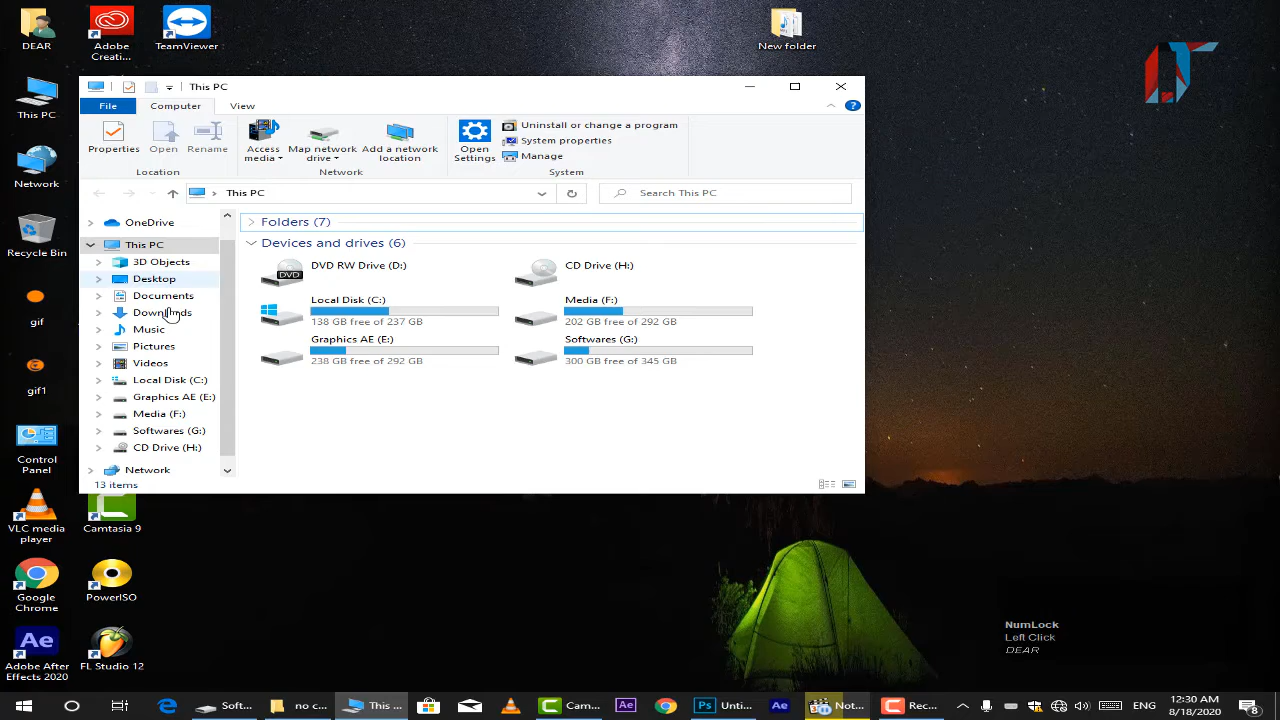 DEAR
Adobe
Creati...
TeamViewer
New folder
This PC
Network
Recycle Bin
gif
gif1
Control
Panel
VLC media
player
Camtasia 9
Google
Chrome
PowerISO
Adobe After
Effects 2020
FL Studio 12
This PC
File
Computer
View
Properties
Open
Rename
Location
Access
media
Map network
drive
Add a network
location
Network
Open
Settings
Uninstall or change a program
System properties
Manage
System
This PC
Search This PC
OneDrive
This PC
3D Objects
Desktop
Documents
Downloads
Music
Pictures
Videos
Local Disk (C:)
Graphics AE (E:)
Media (F:)
Softwares (G:)
CD Drive (H:)
Network
13 items
Folders (7)
Devices and drives (6)
DVD RW Drive (D:)
DVD
CD Drive (H:)
Local Disk (C:)
138 GB free of 237 GB
Media (F:)
202 GB free of 292 GB
Graphics AE (E:)
238 GB free of 292 GB
Softwares (G:)
300 GB free of 345 GB
NumLock
Left Click
DEAR
Soft...
no c...
This ...
Cam...
Ae
Ps
Unti...
Ae
Not...
Rec...
ENG
12:30 AM
8/18/2020
8